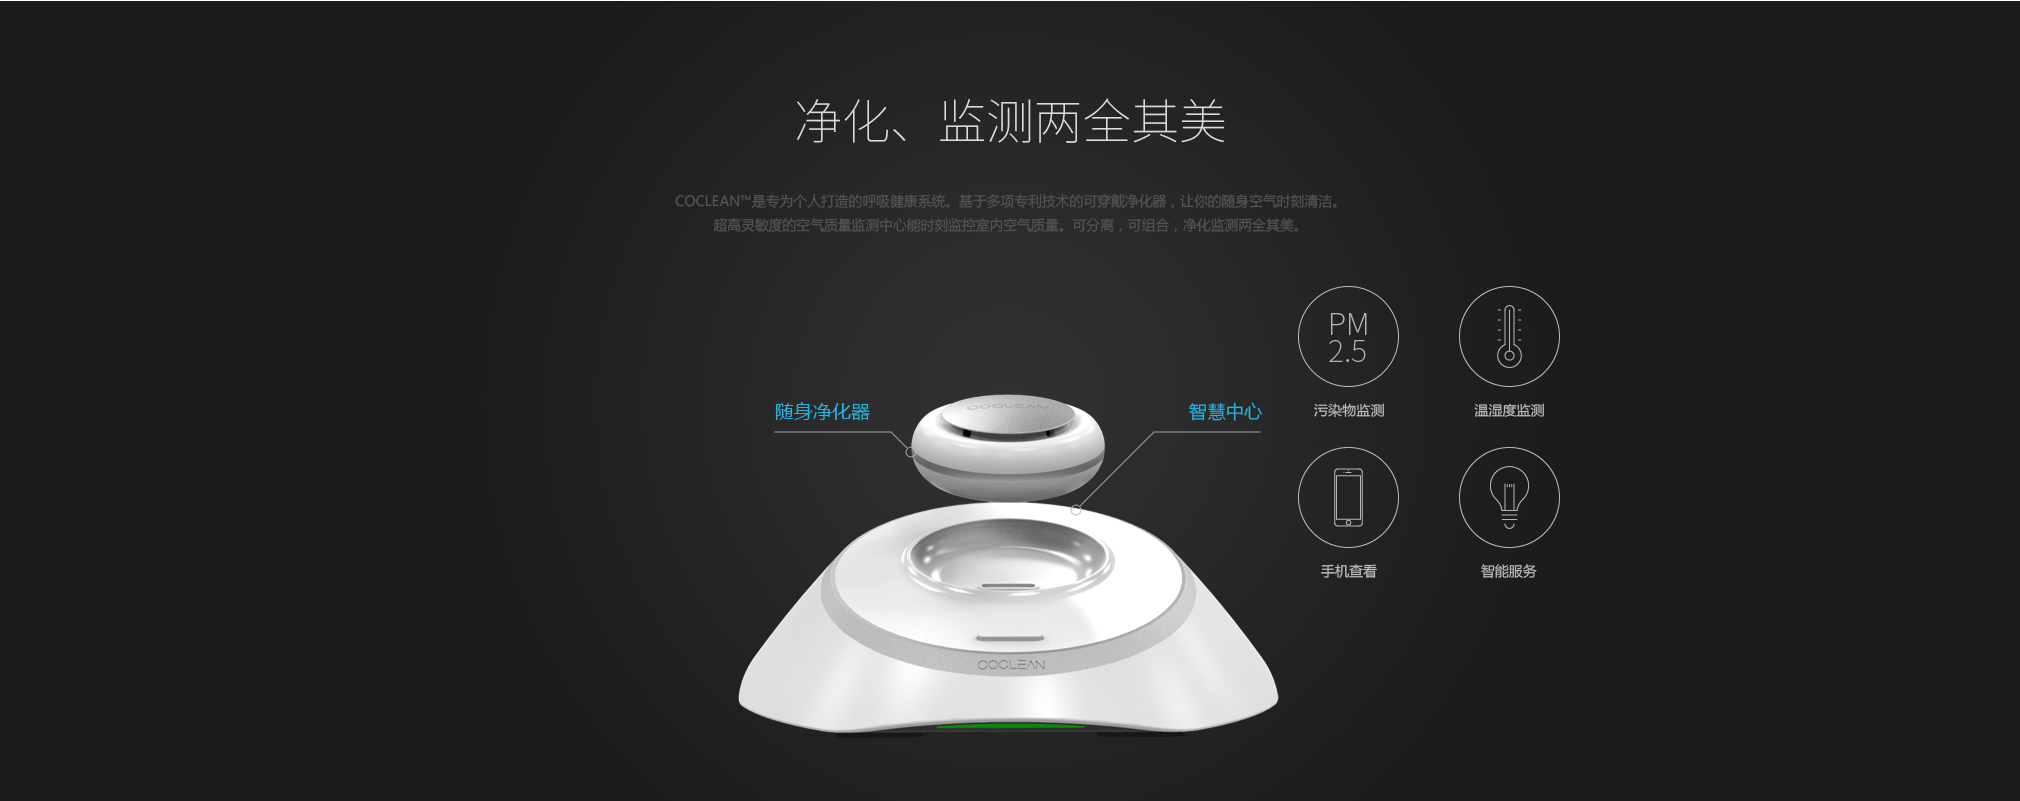 净化、监测两全其美
COCLEAN™是专为个人打造的呼吸健康系统。基于多项专利技术的可穿戴净化器，让你的随身空气时刻清洁。
超高灵敏度的空气质量监测中心能时刻监控室内空气质量。可分离，可组合，净化监测两全其美。
PM
2.5
随身净化器
智慧中心
污染物监测
温湿度监测
COCLEAN
手机查看
智能服务
COCLEAN